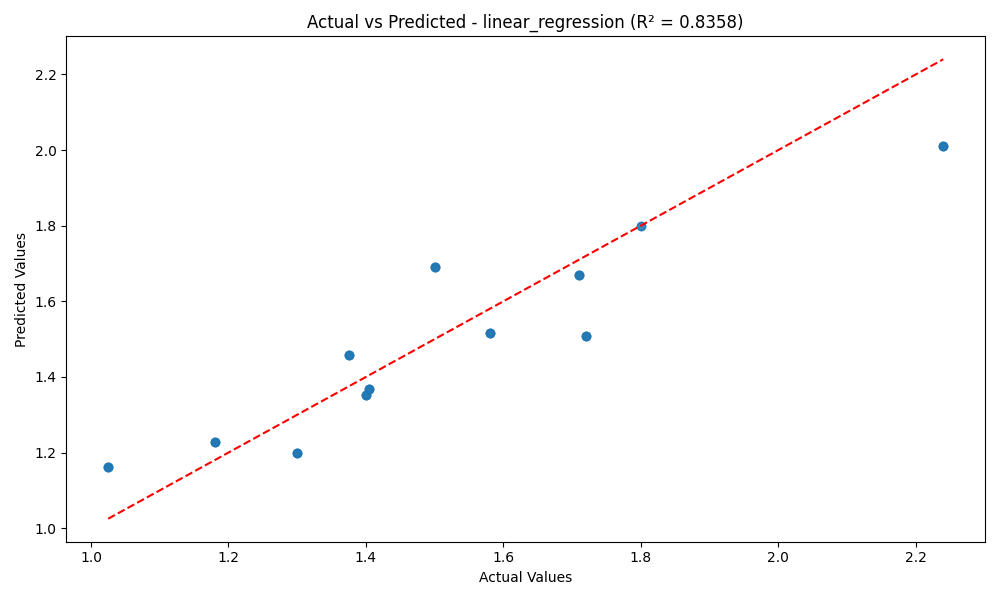 Actual vs Predicted - linear_regression (R² = 0.8358)
2.2
2.0
1.8
1.6
1.4
1.2
1.0
Predicted Values
1.0 1.2 1.4 1.6 1.8 2.0 2.2
Actual Values